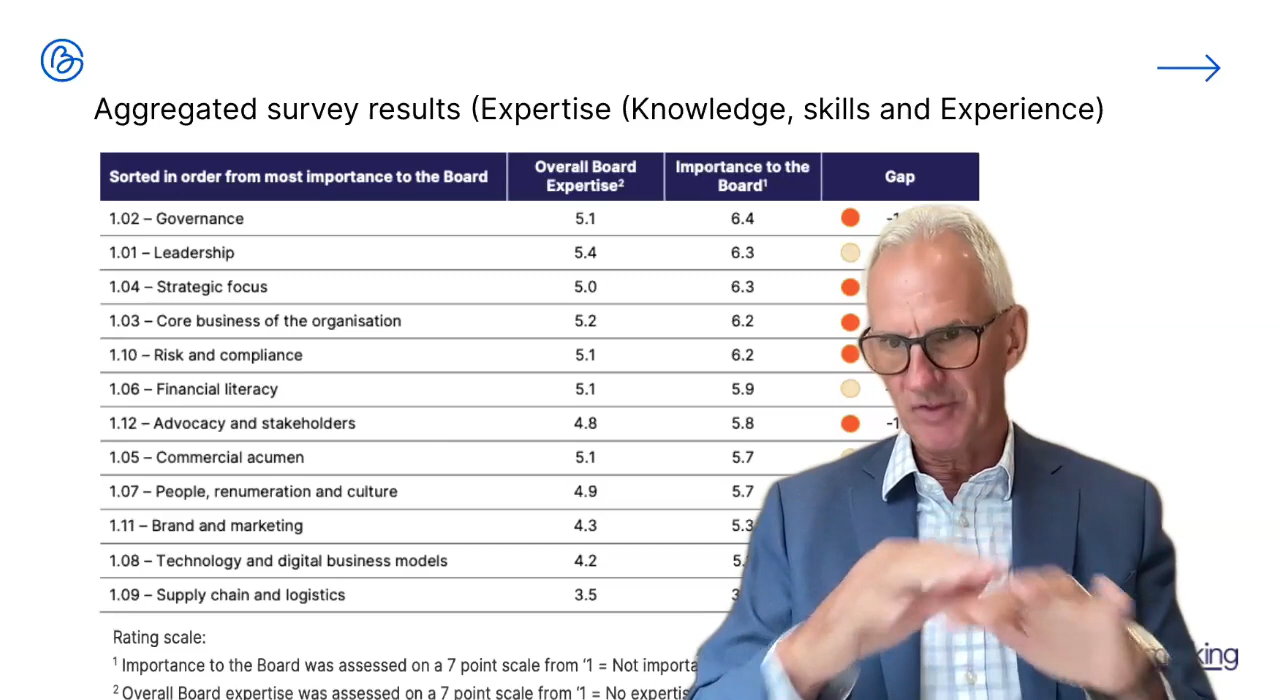 Aggregated survey results (Expertise (Knowledge, skills and Experience)
Sorted in order from most importance to the Board Overall Board Expertise² Importance to the Board¹ Gap
1.02 – Governance 5.1 6.4
1.01 – Leadership 5.4 6.3
1.04 – Strategic focus 5.0 6.3
1.03 – Core business of the organisation 5.2 6.2
1.10 – Risk and compliance 5.1 6.2
1.06 – Financial literacy 5.1 5.9
1.12 – Advocacy and stakeholders 4.8 5.8
1.05 – Commercial acumen 5.1 5.7
1.07 – People, renumeration and culture 4.9 5.7
1.11 – Brand and marketing 4.3 5.3
1.08 – Technology and digital business models 4.2
1.09 – Supply chain and logistics 3.5
Rating scale:
¹ Importance to the Board was assessed on a 7 point scale from '1 = Not
² Overall Board expertise was assessed on a 7 point scale from '1 = No